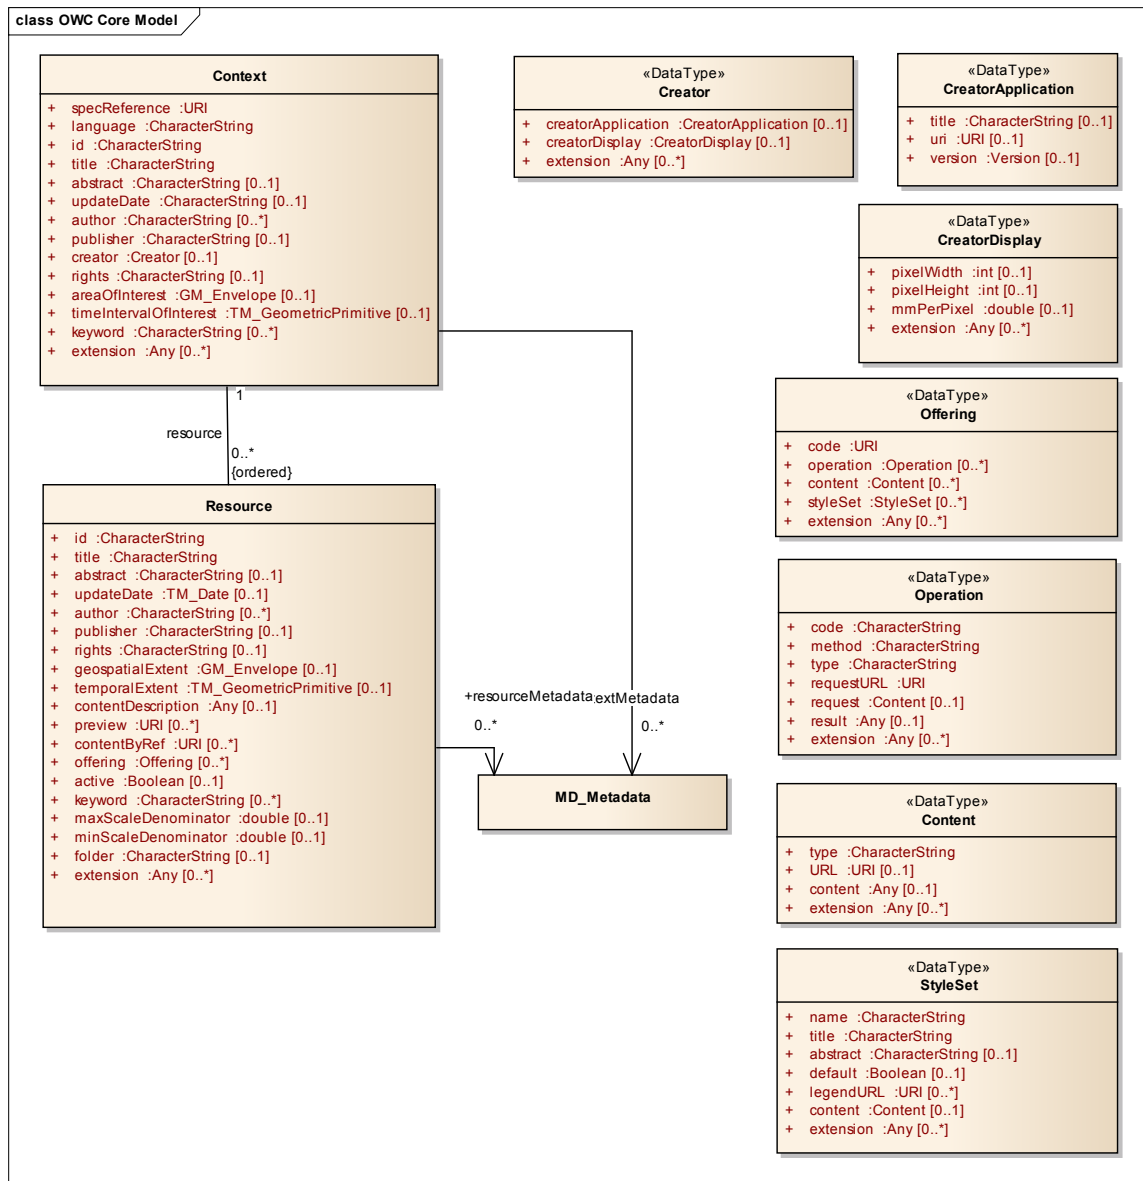 class OWC Core Model
Context
+ specReference :URI
+ language :CharacterString
+ id :CharacterString
+ title :CharacterString
+ abstract :CharacterString [0..1]
+ updateDate :CharacterString [0..1]
+ author :CharacterString [0..*]
+ publisher :CharacterString [0..1]
+ creator :Creator [0..1]
+ rights :CharacterString [0..1]
+ areaOfInterest :GM_Envelope [0..1]
+ timeIntervalOfInterest :TM_GeometricPrimitive [0..1]
+ keyword :CharacterString [0..*]
+ extension :Any [0..*]
1
resource
0..*
{ordered}
Resource
+ id :CharacterString
+ title :CharacterString
+ abstract :CharacterString [0..1]
+ updateDate :TM_Date [0..1]
+ author :CharacterString [0..*]
+ publisher :CharacterString [0..1]
+ rights :CharacterString [0..1]
+ geospatialExtent :GM_Envelope [0..1]
+ temporalExtent :TM_GeometricPrimitive [0..1]
+ contentDescription :Any [0..1]
+ preview :URI [0..*]
+ contentByRef :URI [0..*]
+ offering :Offering [0..*]
+ active :Boolean [0..1]
+ keyword :CharacterString [0..*]
+ maxScaleDenominator :double [0..1]
+ minScaleDenominator :double [0..1]
+ folder :CharacterString [0..1]
+ extension :Any [0..*]
+resourceMetadata
extMetadata
0..*
0..*
MD_Metadata
«DataType»
Creator
+ creatorApplication :CreatorApplication [0..1]
+ creatorDisplay :CreatorDisplay [0..1]
+ extension :Any [0..*]
«DataType»
CreatorApplication
+ title :CharacterString [0..1]
+ uri :URI [0..1]
+ version :Version [0..1]
«DataType»
CreatorDisplay
+ pixelWidth :int [0..1]
+ pixelHeight :int [0..1]
+ mmPerPixel :double [0..1]
+ extension :Any [0..*]
«DataType»
Offering
+ code :URI
+ operation :Operation [0..*]
+ content :Content [0..*]
+ styleSet :StyleSet [0..*]
+ extension :Any [0..*]
«DataType»
Operation
+ code :CharacterString
+ method :CharacterString
+ type :CharacterString
+ requestURL :URI
+ request :Content [0..1]
+ result :Any [0..1]
+ extension :Any [0..*]
«DataType»
Content
+ type :CharacterString
+ URL :URI [0..1]
+ content :Any [0..1]
+ extension :Any [0..*]
«DataType»
StyleSet
+ name :CharacterString
+ title :CharacterString
+ abstract :CharacterString [0..1]
+ default :Boolean [0..1]
+ legendURL :URI [0..*]
+ content :Content [0..1]
+ extension :Any [0..*]